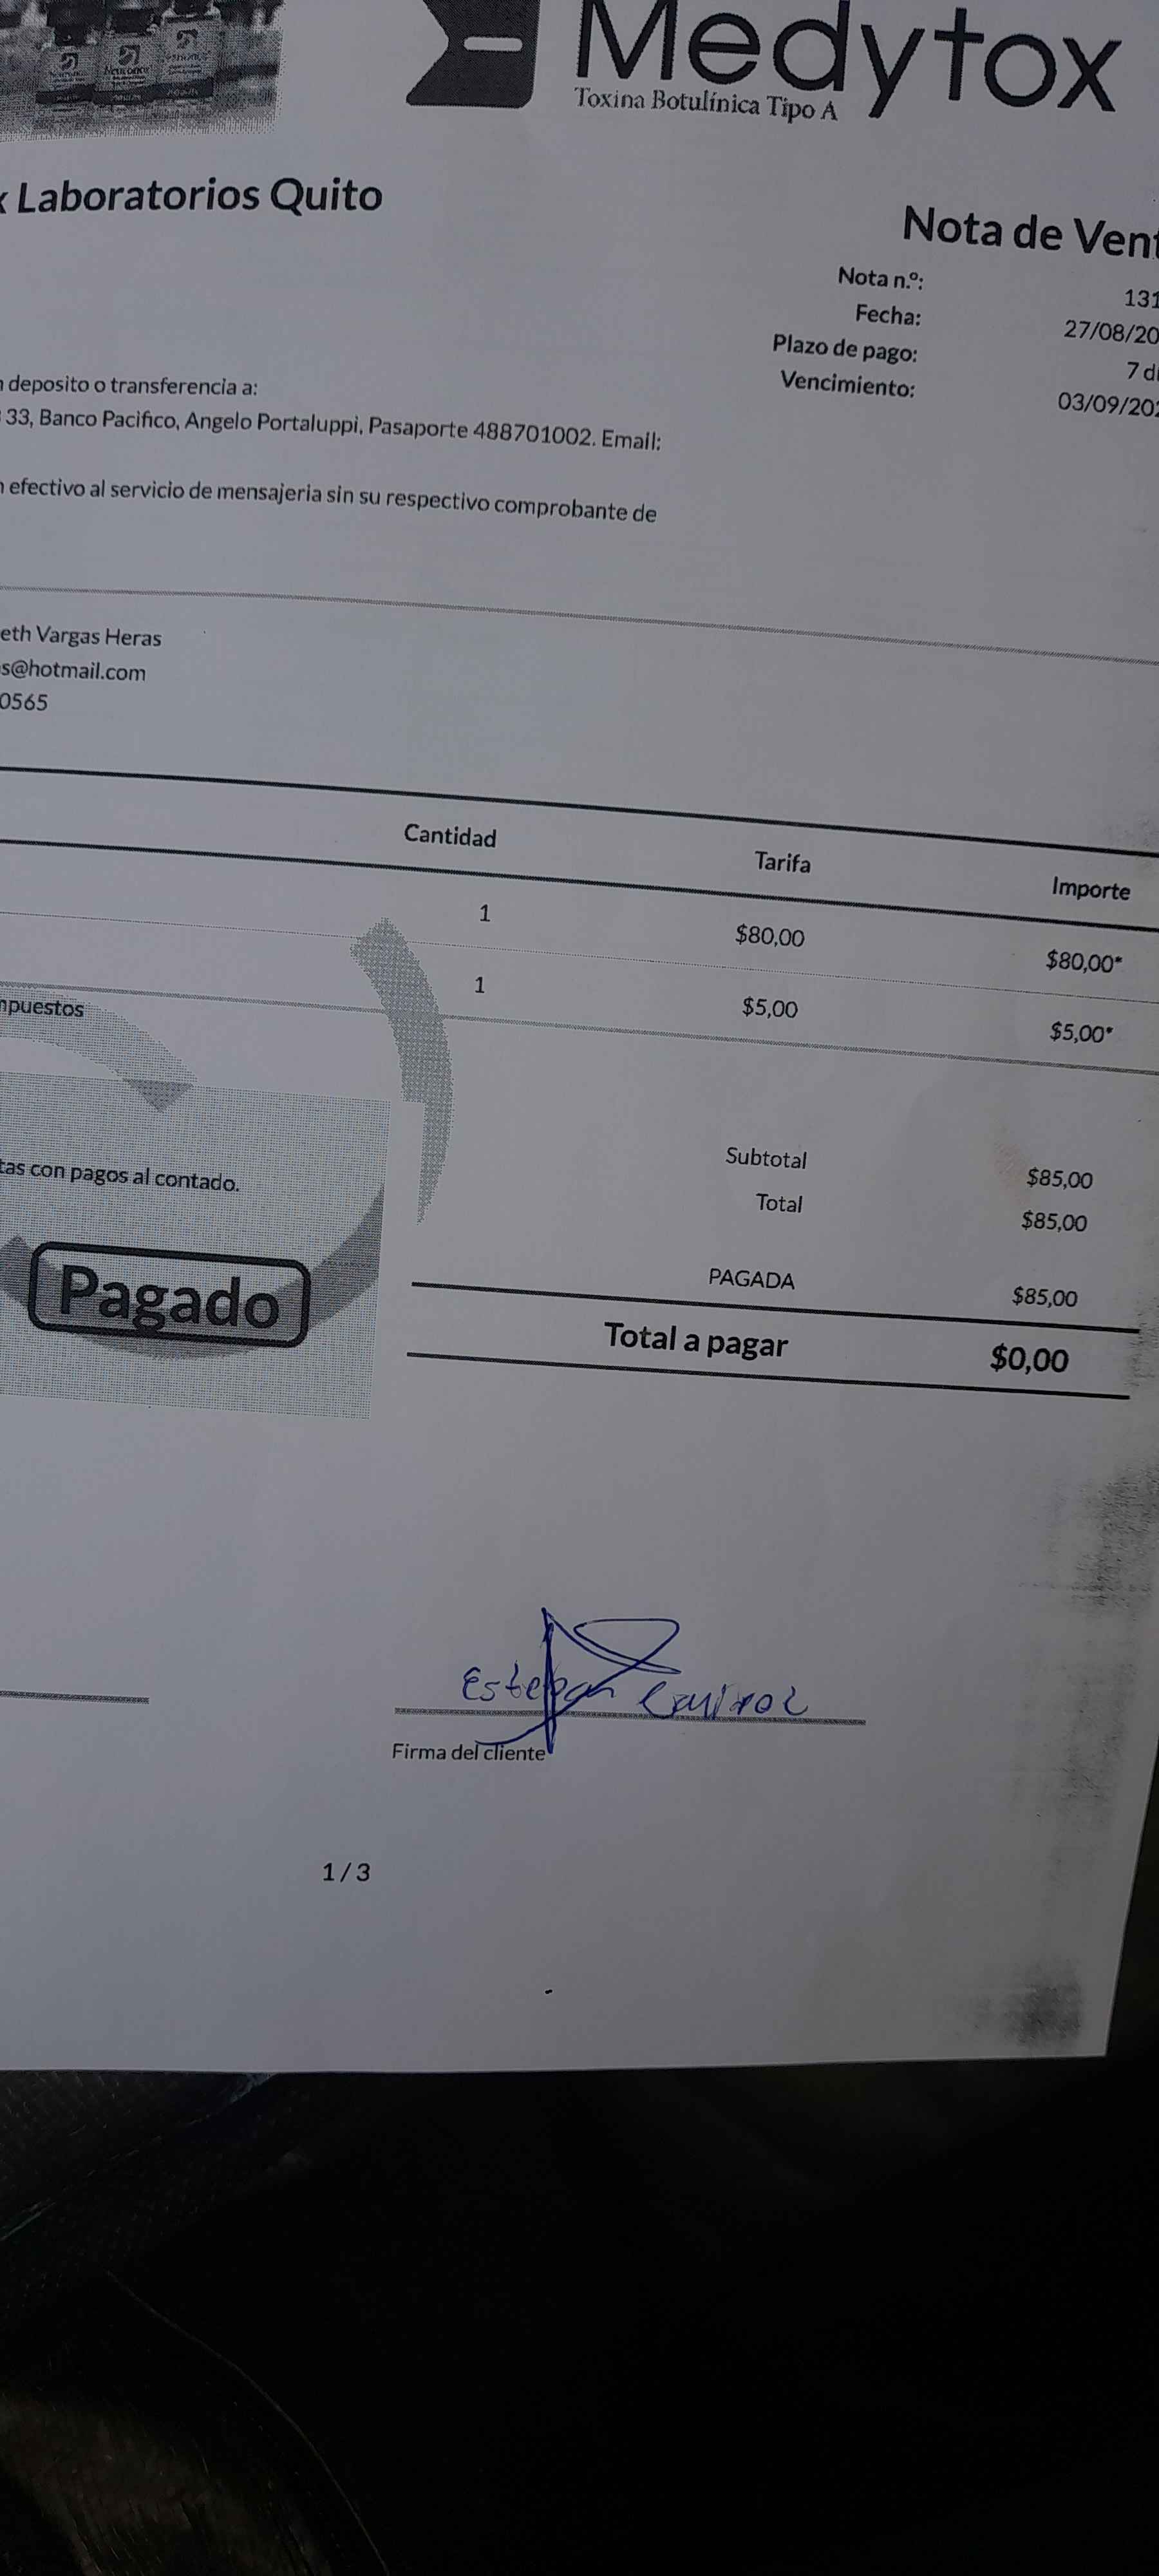 Medytox
Toxina Botulínica Tipo A
Laboratorios Quito
Nota de Vent
Nota n.º: 131
Fecha: 27/08/20
Plazo de pago: 7 d
Vencimiento: 03/09/202
deposito o transferencia a:
33, Banco Pacifico, Angelo Portaluppi, Pasaporte 488701002. Email:
efectivo al servicio de mensajeria sin su respectivo comprobante de
eth Vargas Heras
s@hotmail.com
0565
Cantidad Tarifa Importe
1 $80,00 $80,00*
1 $5,00 $5,00*
mpuestos
Subtotal $85,00
tas con pagos al contado.
Total $85,00
PAGADA $85,00
Pagado
Total a pagar $0,00
Esteban
Firma del cliente
1 / 3